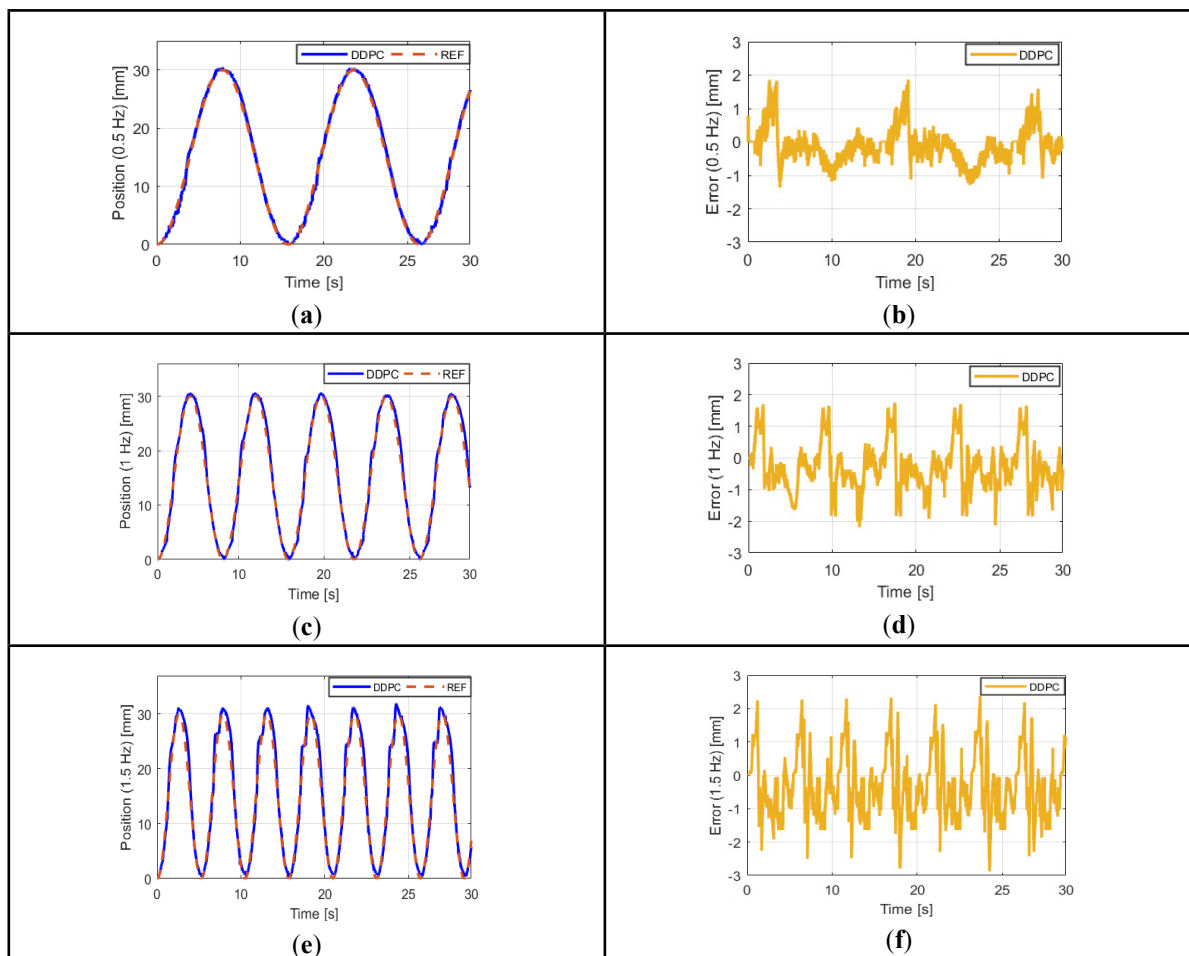 DDPC REF
Position (0.5 Hz) [mm]
30
20
10
0
0 10 20 25 30
Time [s]
(a)
DDPC
Error (0.5 Hz) [mm]
3
2
1
0
-1
-2
-3
0 10 20 25 30
Time [s]
(b)
DDPC REF
Position (1 Hz) [mm]
30
20
10
0
0 10 20 25 30
Time [s]
(c)
DDPC
Error (1 Hz) [mm]
3
2
1
0
-1
-2
-3
0 10 20 25 30
Time [s]
(d)
DDPC REF
Position (1.5 Hz) [mm]
30
20
10
0
0 10 20 25 30
Time [s]
(e)
DDPC
Error (1.5 Hz) [mm]
3
2
1
0
-1
-2
-3
0 10 20 25 30
Time [s]
(f)